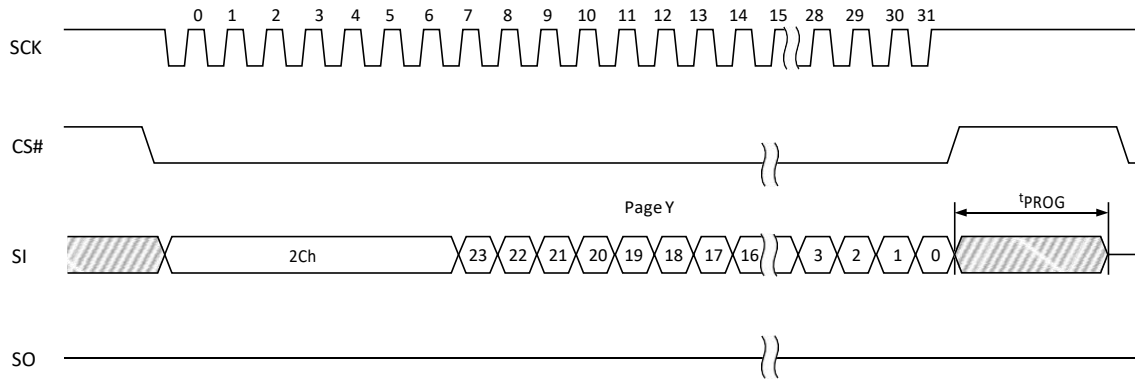 0 1 2 3 4 5 6 7 8 9 10 11 12 13 14 15 28 29 30 31
SCK
CS#
Page Y
tPROG
SI 2Ch 23 22 21 20 19 18 17 16 3 2 1 0
SO